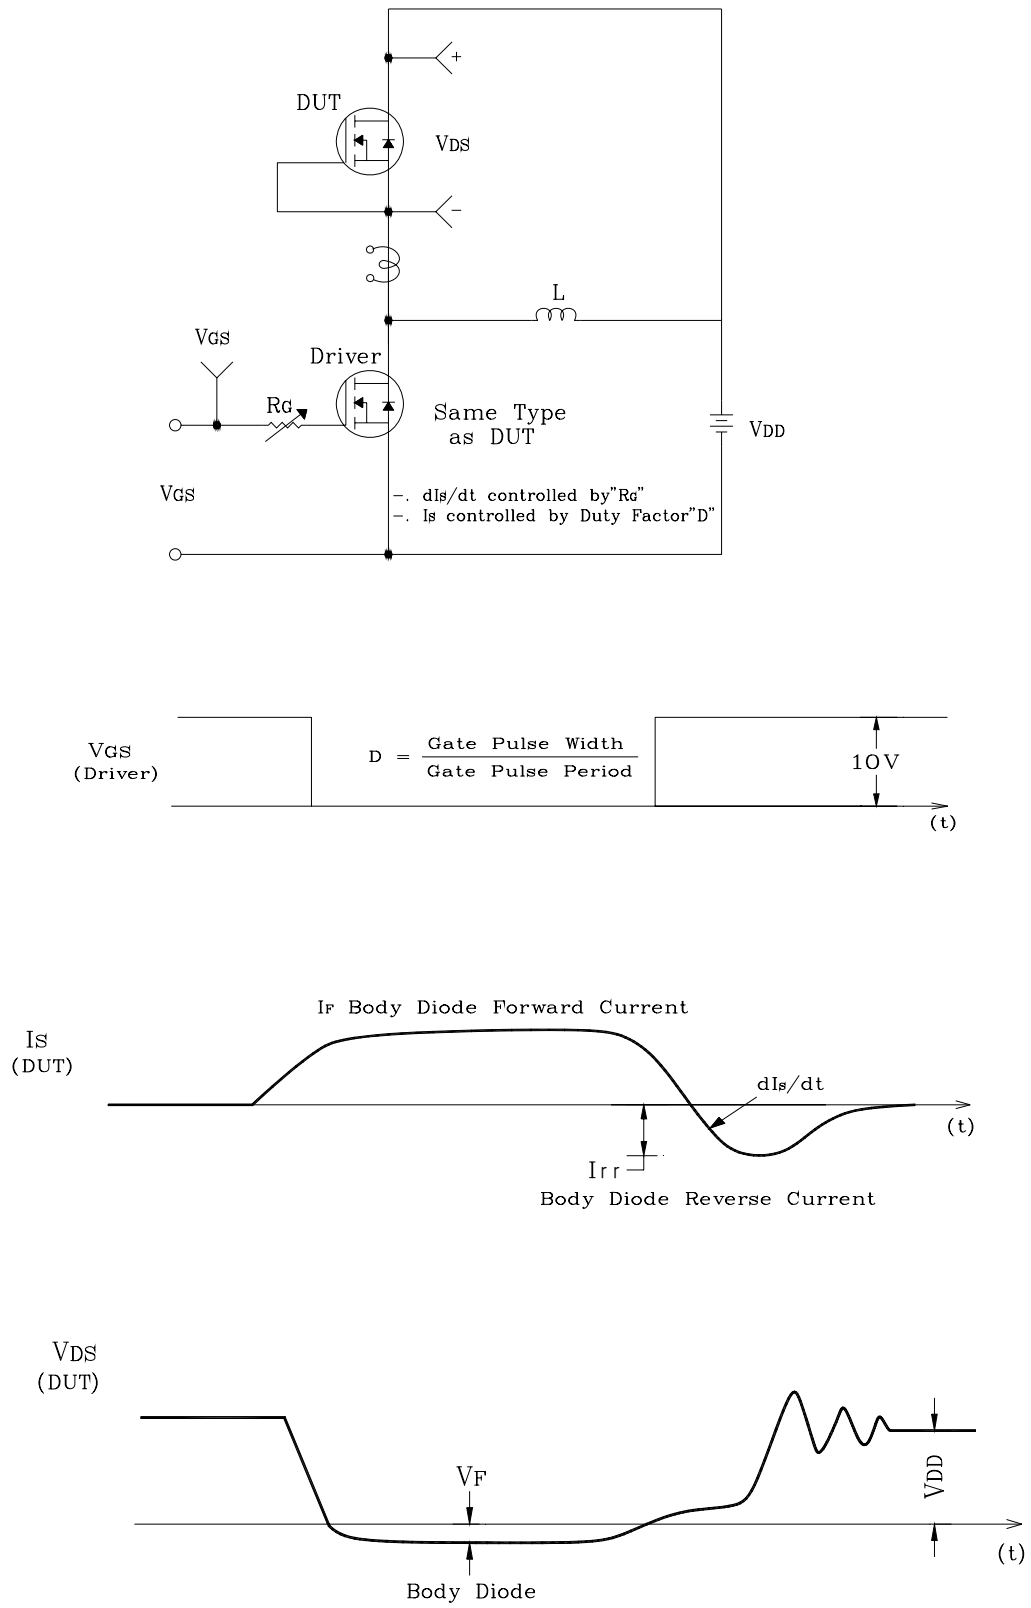 +
DUT
VDS
-
L
VGS
Driver
RG
Same Type
as DUT
VDD
VGS
-. dIs/dt controlled by"RG"
-. Is controlled by Duty Factor"D"
VGS
(Driver)
D = Gate Pulse Width
Gate Pulse Period
10V
(t)
IF Body Diode Forward Current
IS
(DUT)
dIs/dt
(t)
Irr
Body Diode Reverse Current
VDS
(DUT)
VF
VDD
(t)
Body Diode